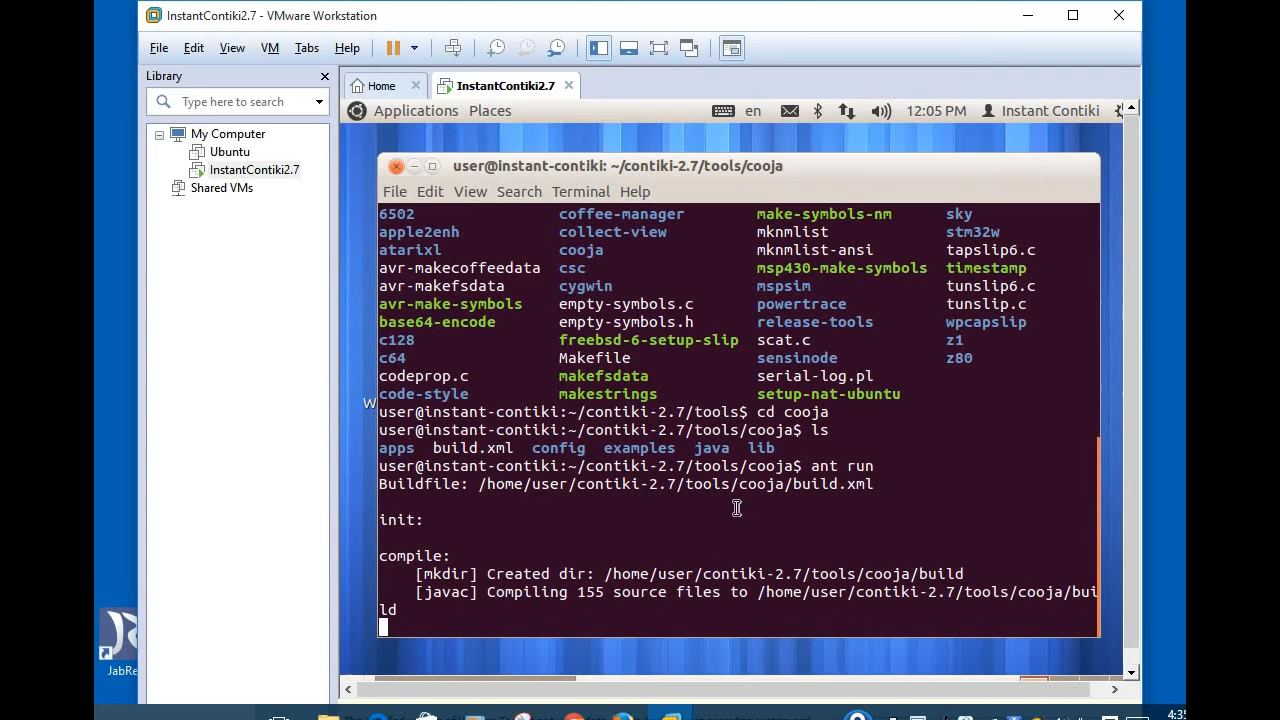 InstantContiki2.7 - VMware Workstation
File Edit View VM Tabs Help
Library
Type here to search
My Computer
Ubuntu
InstantContiki2.7
Shared VMs
Home InstantContiki2.7
Applications Places en 12:05 PM Instant Contiki
user@instant-contiki: ~/contiki-2.7/tools/cooja
File Edit View Search Terminal Help
6502 coffee-manager make-symbols-nm sky
apple2enh collect-view mknmlist stm32w
atarixl cooja mknmlist-ansi tapslip6.c
avr-makecoffeedata csc msp430-make-symbols timestamp
avr-makefsdata cygwin mspsim tunslip6.c
avr-make-symbols empty-symbols.c powertrace tunslip.c
base64-encode empty-symbols.h release-tools wpcapslip
c128 freebsd-6-setup-slip scat.c z1
c64 Makefile sensinode z80
codeprop.c makefsdata serial-log.pl
code-style makestrings setup-nat-ubuntu
user@instant-contiki:~/contiki-2.7/tools$ cd cooja
user@instant-contiki:~/contiki-2.7/tools/cooja$ ls
apps build.xml config examples java lib
user@instant-contiki:~/contiki-2.7/tools/cooja$ ant run
Buildfile: /home/user/contiki-2.7/tools/cooja/build.xml
init:
compile:
[mkdir] Created dir: /home/user/contiki-2.7/tools/cooja/build
[javac] Compiling 155 source files to /home/user/contiki-2.7/tools/cooja/bui
ld
W
JabRe
4:35